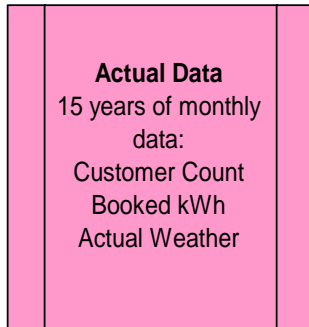 Actual Data
15 years of monthly
data:
Customer Count
Booked kWh
Actual Weather